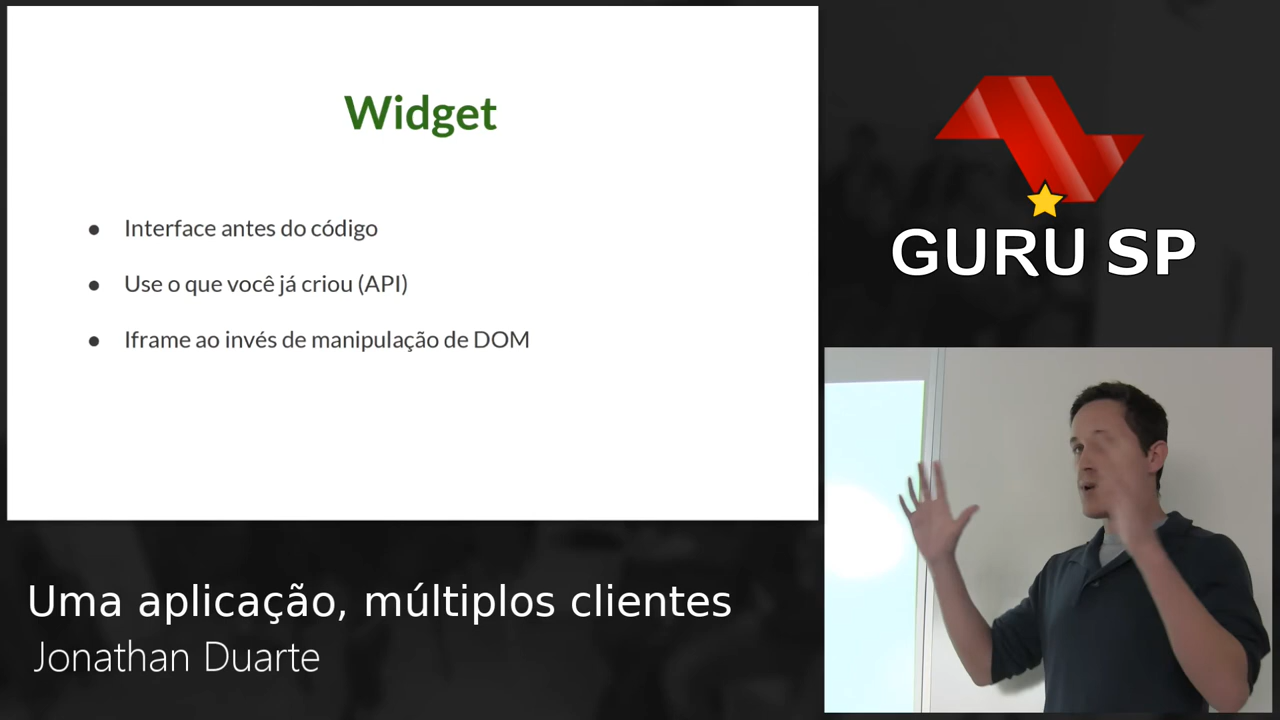 Widget
● Interface antes do código
● Use o que você já criou (API)
● Iframe ao invés de manipulação de DOM
GURU SP
Uma aplicação, múltiplos clientes
Jonathan Duarte